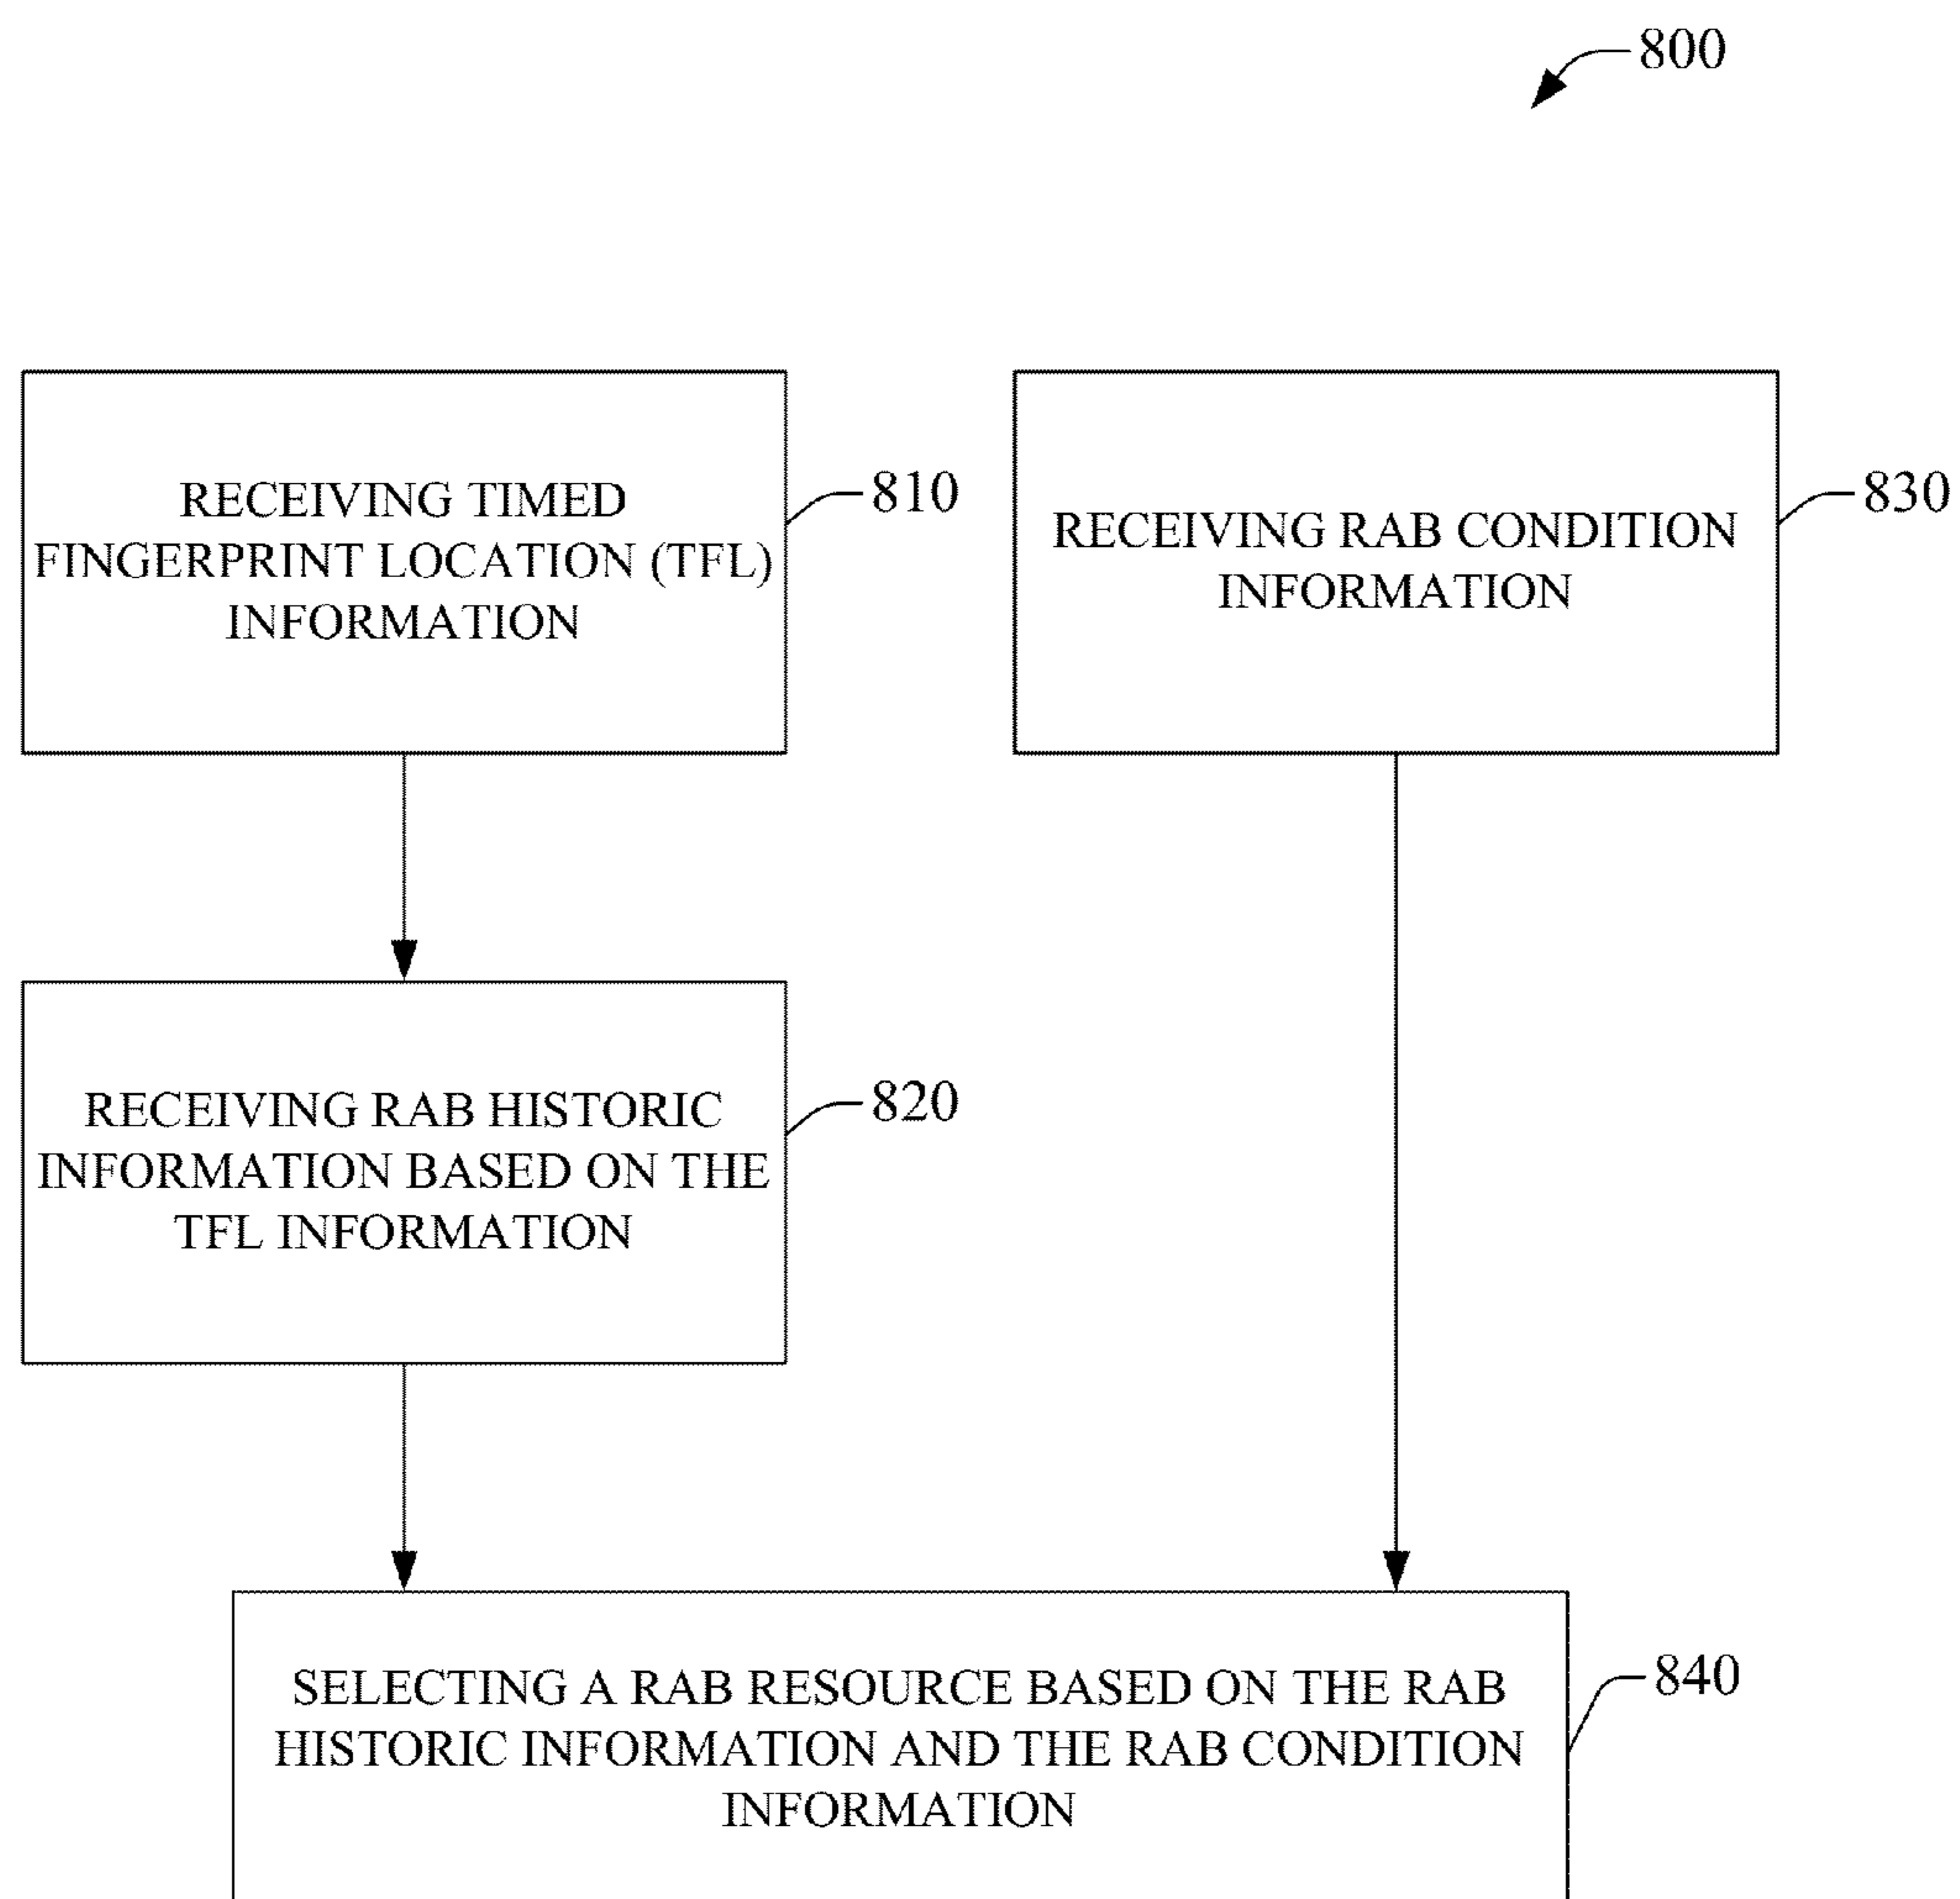 800
RECEIVING TIMED
FINGERPRINT LOCATION (TFL)
INFORMATION
810
RECEIVING RAB CONDITION
INFORMATION
830
RECEIVING RAB HISTORIC
INFORMATION BASED ON THE
TFL INFORMATION
820
SELECTING A RAB RESOURCE BASED ON THE RAB
HISTORIC INFORMATION AND THE RAB CONDITION
INFORMATION
840